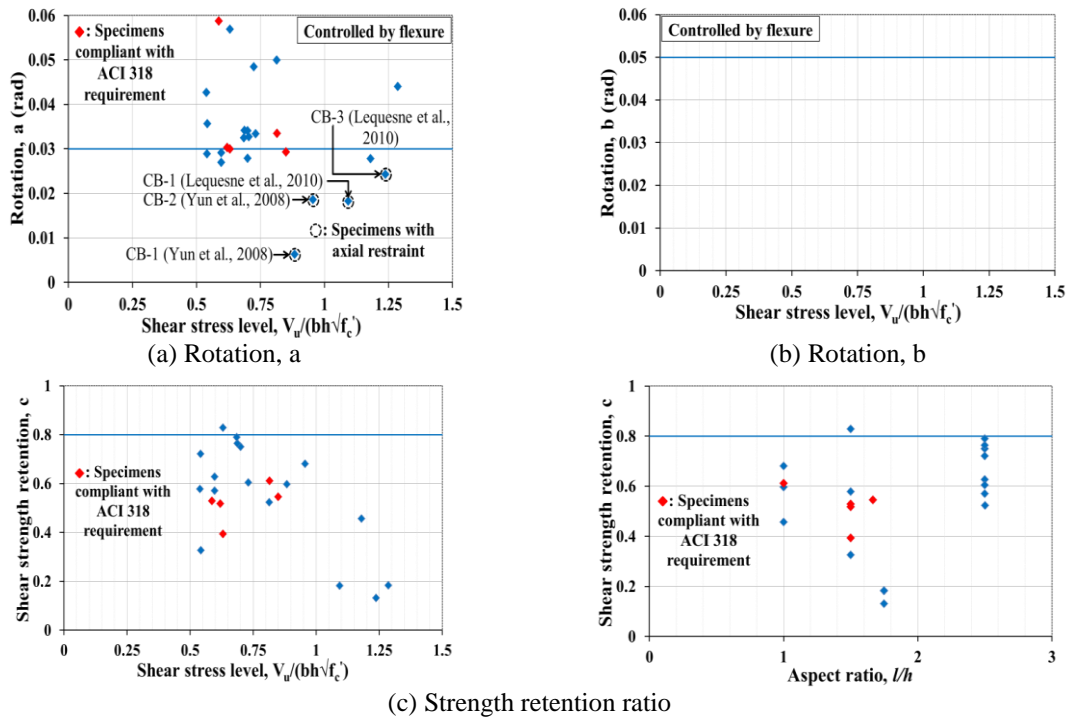 0.06
0.05
0.04
0.03
0.02
0.01
0
Rotation, a (rad)
◆: Specimens
compliant with
ACI 318
requirement
Controlled by flexure
CB-3 (Lequesne et al.,
2010)
CB-1 (Lequesne et al., 2010)
CB-2 (Yun et al., 2008)
◌: Specimens with
axial restraint
CB-1 (Yun et al., 2008)
0 0.25 0.5 0.75 1 1.25 1.5
Shear stress level, Vu/(bh√fc')
(a) Rotation, a
0.06
0.05
0.04
0.03
0.02
0.01
0
Rotation, b (rad)
Controlled by flexure
0 0.25 0.5 0.75 1 1.25 1.5
Shear stress level, Vu/(bh√fc')
(b) Rotation, b
1
0.8
0.6
0.4
0.2
0
Shear strength retention, c
◆: Specimens
compliant with
ACI 318
requirement
0 0.25 0.5 0.75 1 1.25 1.5
Shear stress level, Vu/(bh√fc')
1
0.8
0.6
0.4
0.2
0
Shear strength retention, c
◆: Specimens
compliant with
ACI 318
requirement
0 1 2 3
Aspect ratio, l/h
(c) Strength retention ratio